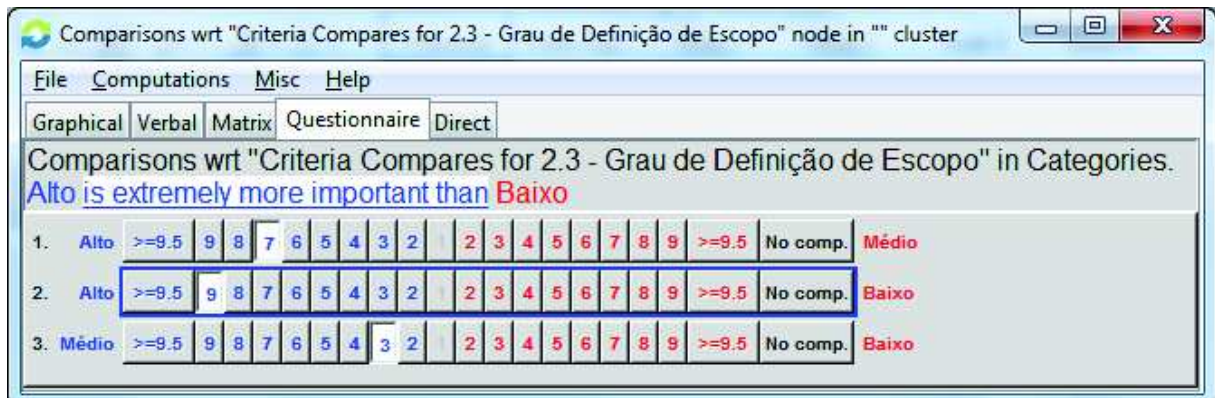 Comparisons wrt "Criteria Compares for 2.3 - Grau de Definição de Escopo" node in "" cluster
File Computations Misc Help
Graphical Verbal Matrix Questionnaire Direct
Comparisons wrt "Criteria Compares for 2.3 - Grau de Definição de Escopo" in Categories.
Alto is extremely more important than Baixo
1. Alto >=9.5 9 8 7 6 5 4 3 2 1 2 3 4 5 6 7 8 9 >=9.5 No comp. Médio
2. Alto >=9.5 9 8 7 6 5 4 3 2 1 2 3 4 5 6 7 8 9 >=9.5 No comp. Baixo
3. Médio >=9.5 9 8 7 6 5 4 3 2 1 2 3 4 5 6 7 8 9 >=9.5 No comp. Baixo